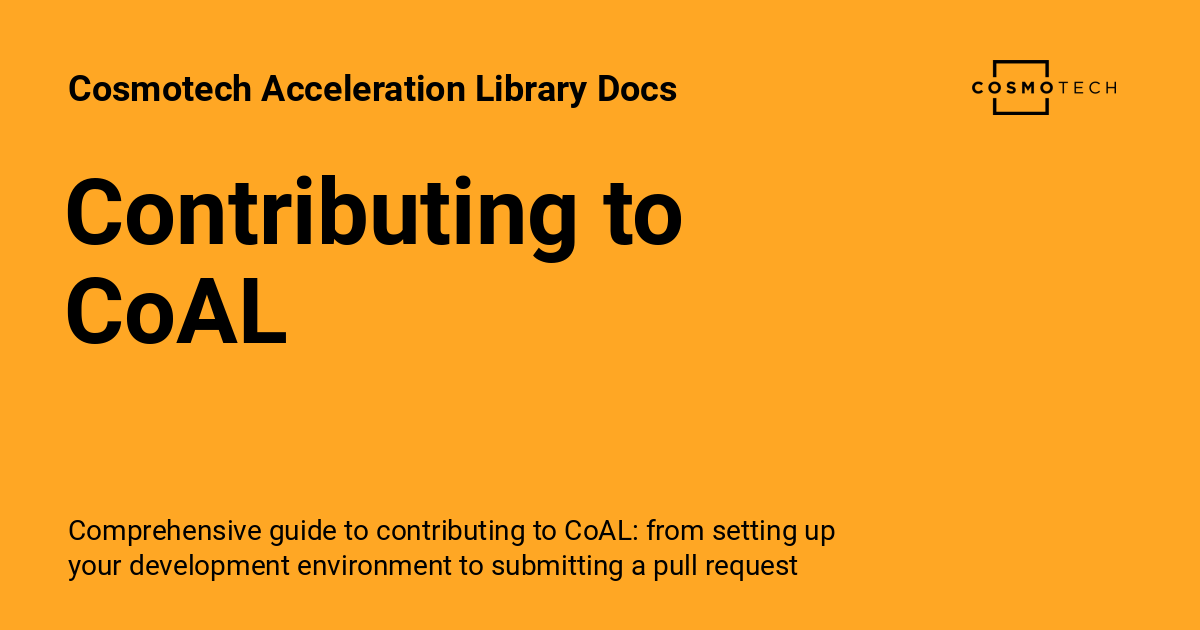 Cosmotech Acceleration Library Docs
COSMOTECH
Contributing to
CoAL
Comprehensive guide to contributing to CoAL: from setting up
your development environment to submitting a pull request